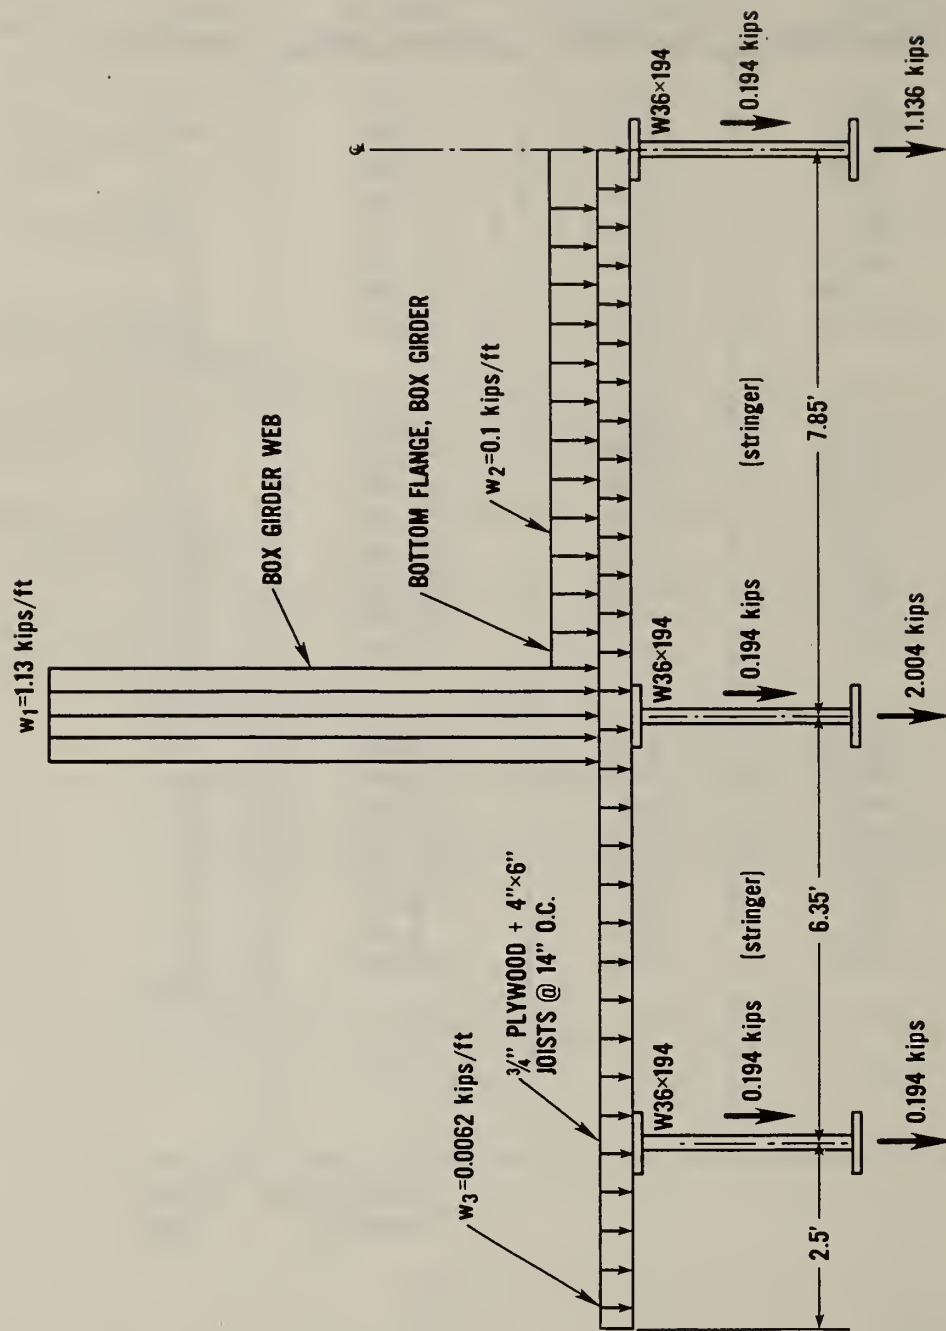 w1=1.13 kips/ft
BOX GIRDER WEB
BOTTOM FLANGE, BOX GIRDER
w2=0.1 kips/ft
℄
w3=0.0062 kips/ft
3/4" PLYWOOD + 4"×6"
JOISTS @ 14" O.C.
W36×194
0.194 kips
W36×194
0.194 kips
W36×194
0.194 kips
(stringer)
(stringer)
2.5'
6.35'
7.85'
0.194 kips
2.004 kips
1.136 kips